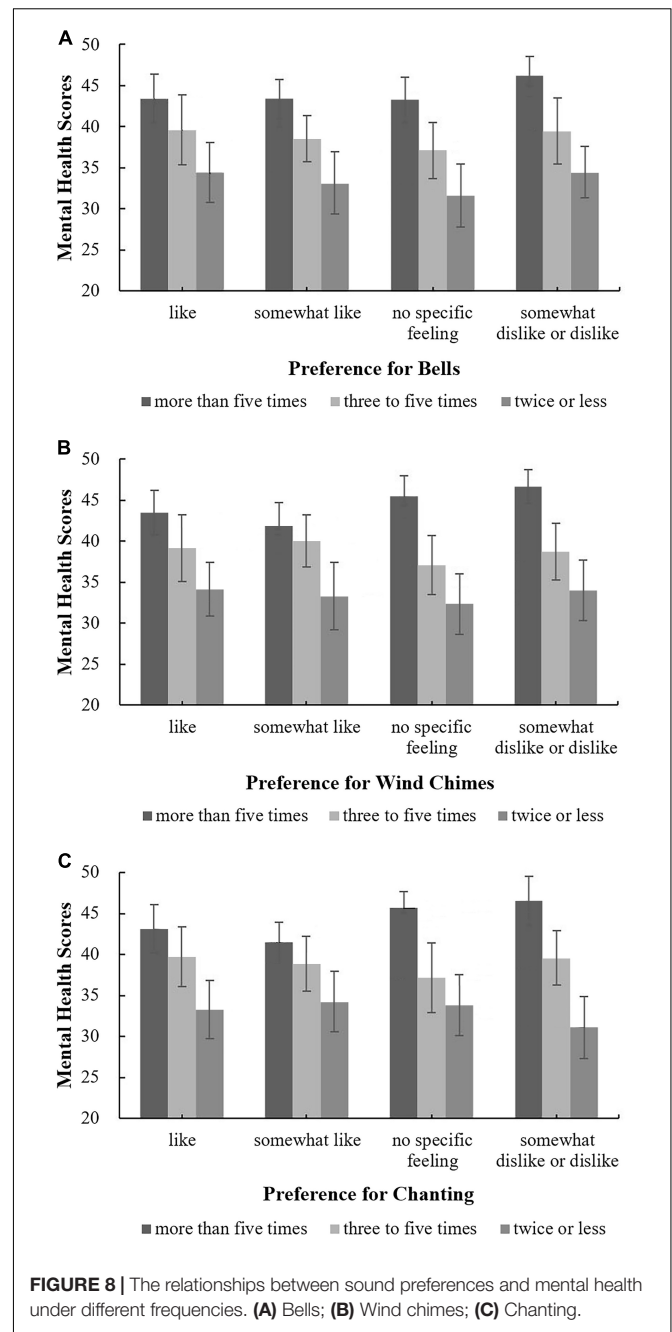 A
50
45
40
35
30
25
20
Mental Health Scores
like
somewhat like
no specific
feeling
somewhat
dislike or dislike
Preference for Bells
more than five times
three to five times
twice or less
B
50
45
40
35
30
25
20
Mental Health Scores
like
somewhat like
no specific
feeling
somewhat
dislike or dislike
Preference for Wind Chimes
more than five times
three to five times
twice or less
C
50
45
40
35
30
25
20
Mental Health Scores
like
somewhat like
no specific
feeling
somewhat
dislike or dislike
Preference for Chanting
more than five times
three to five times
twice or less
FIGURE 8 | The relationships between sound preferences and mental health
under different frequencies. (A) Bells; (B) Wind chimes; (C) Chanting.